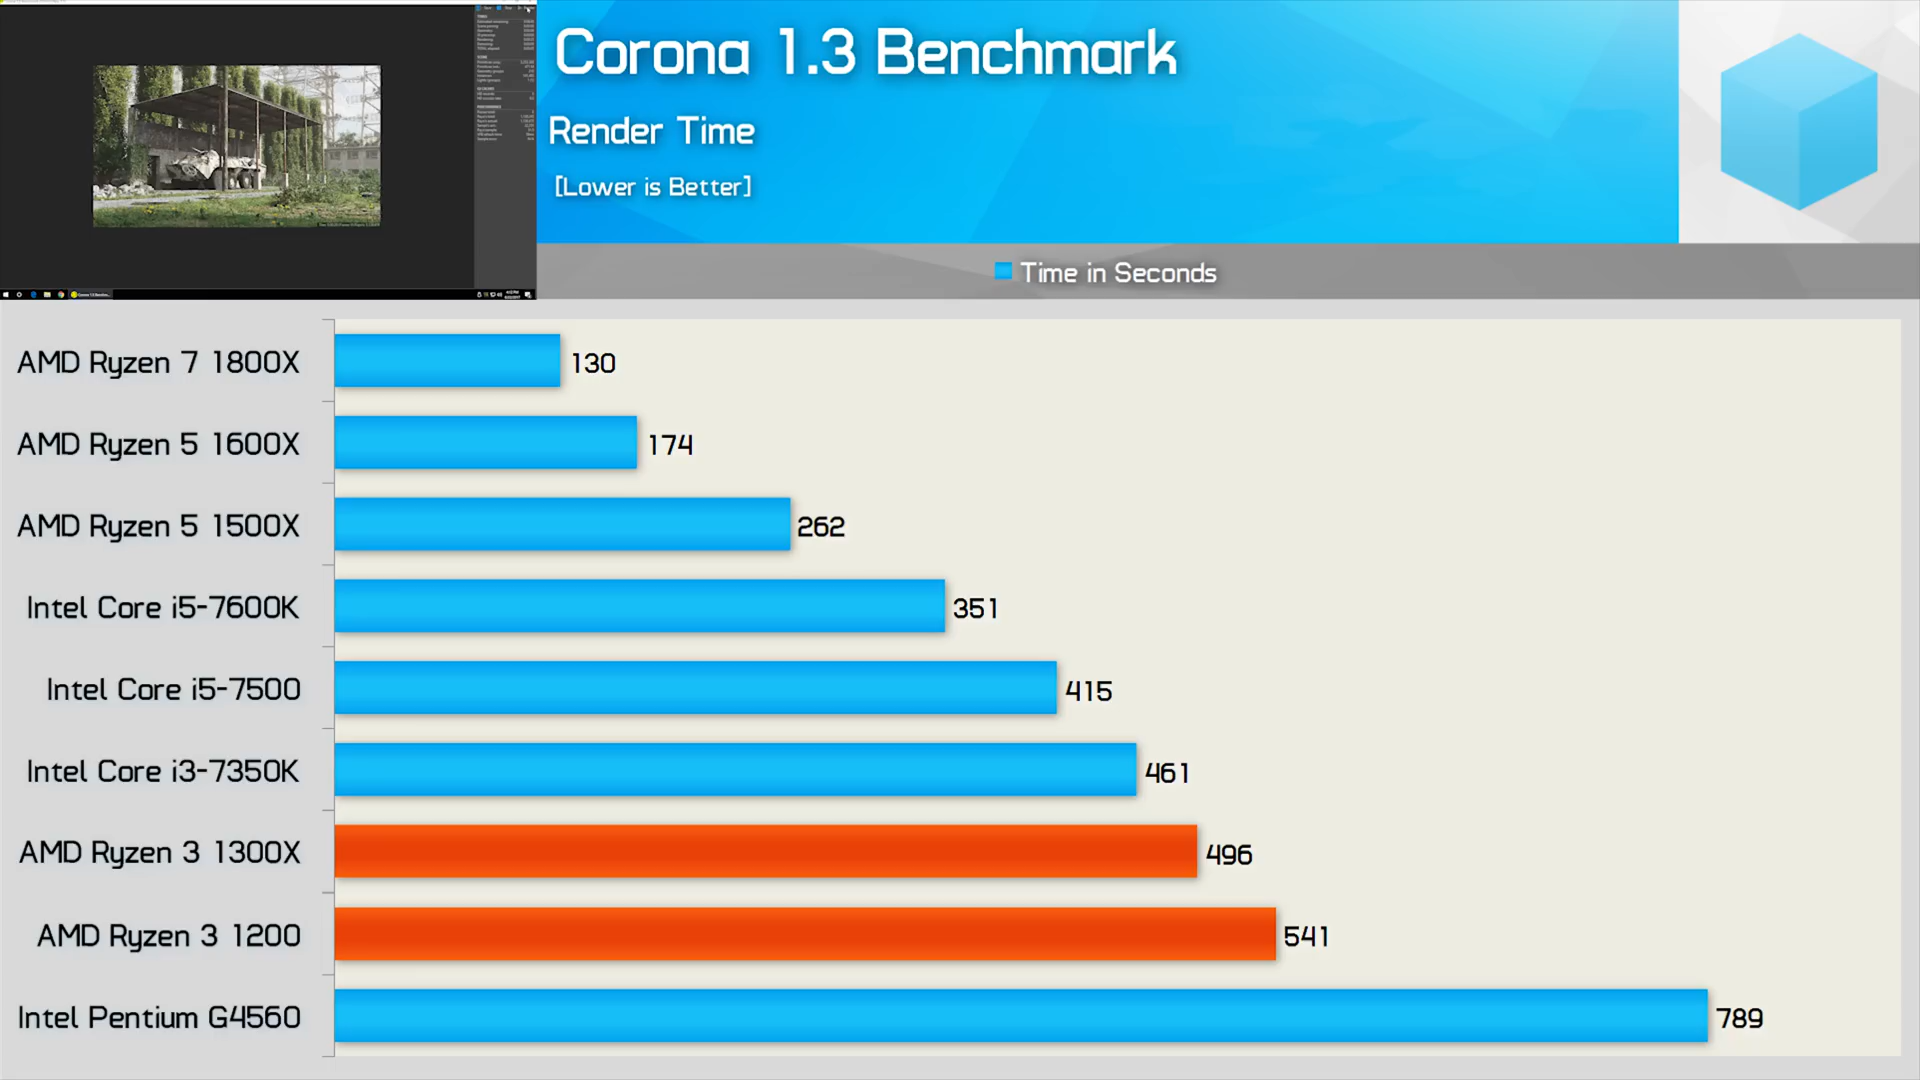 Corona 1.3 Benchmark
Render Time
[Lower is Better]
Time in Seconds
AMD Ryzen 7 1800X 130
AMD Ryzen 5 1600X 174
AMD Ryzen 5 1500X 262
Intel Core i5-7600K 351
Intel Core i5-7500 415
Intel Core i3-7350K 461
AMD Ryzen 3 1300X 496
AMD Ryzen 3 1200 541
Intel Pentium G4560 789